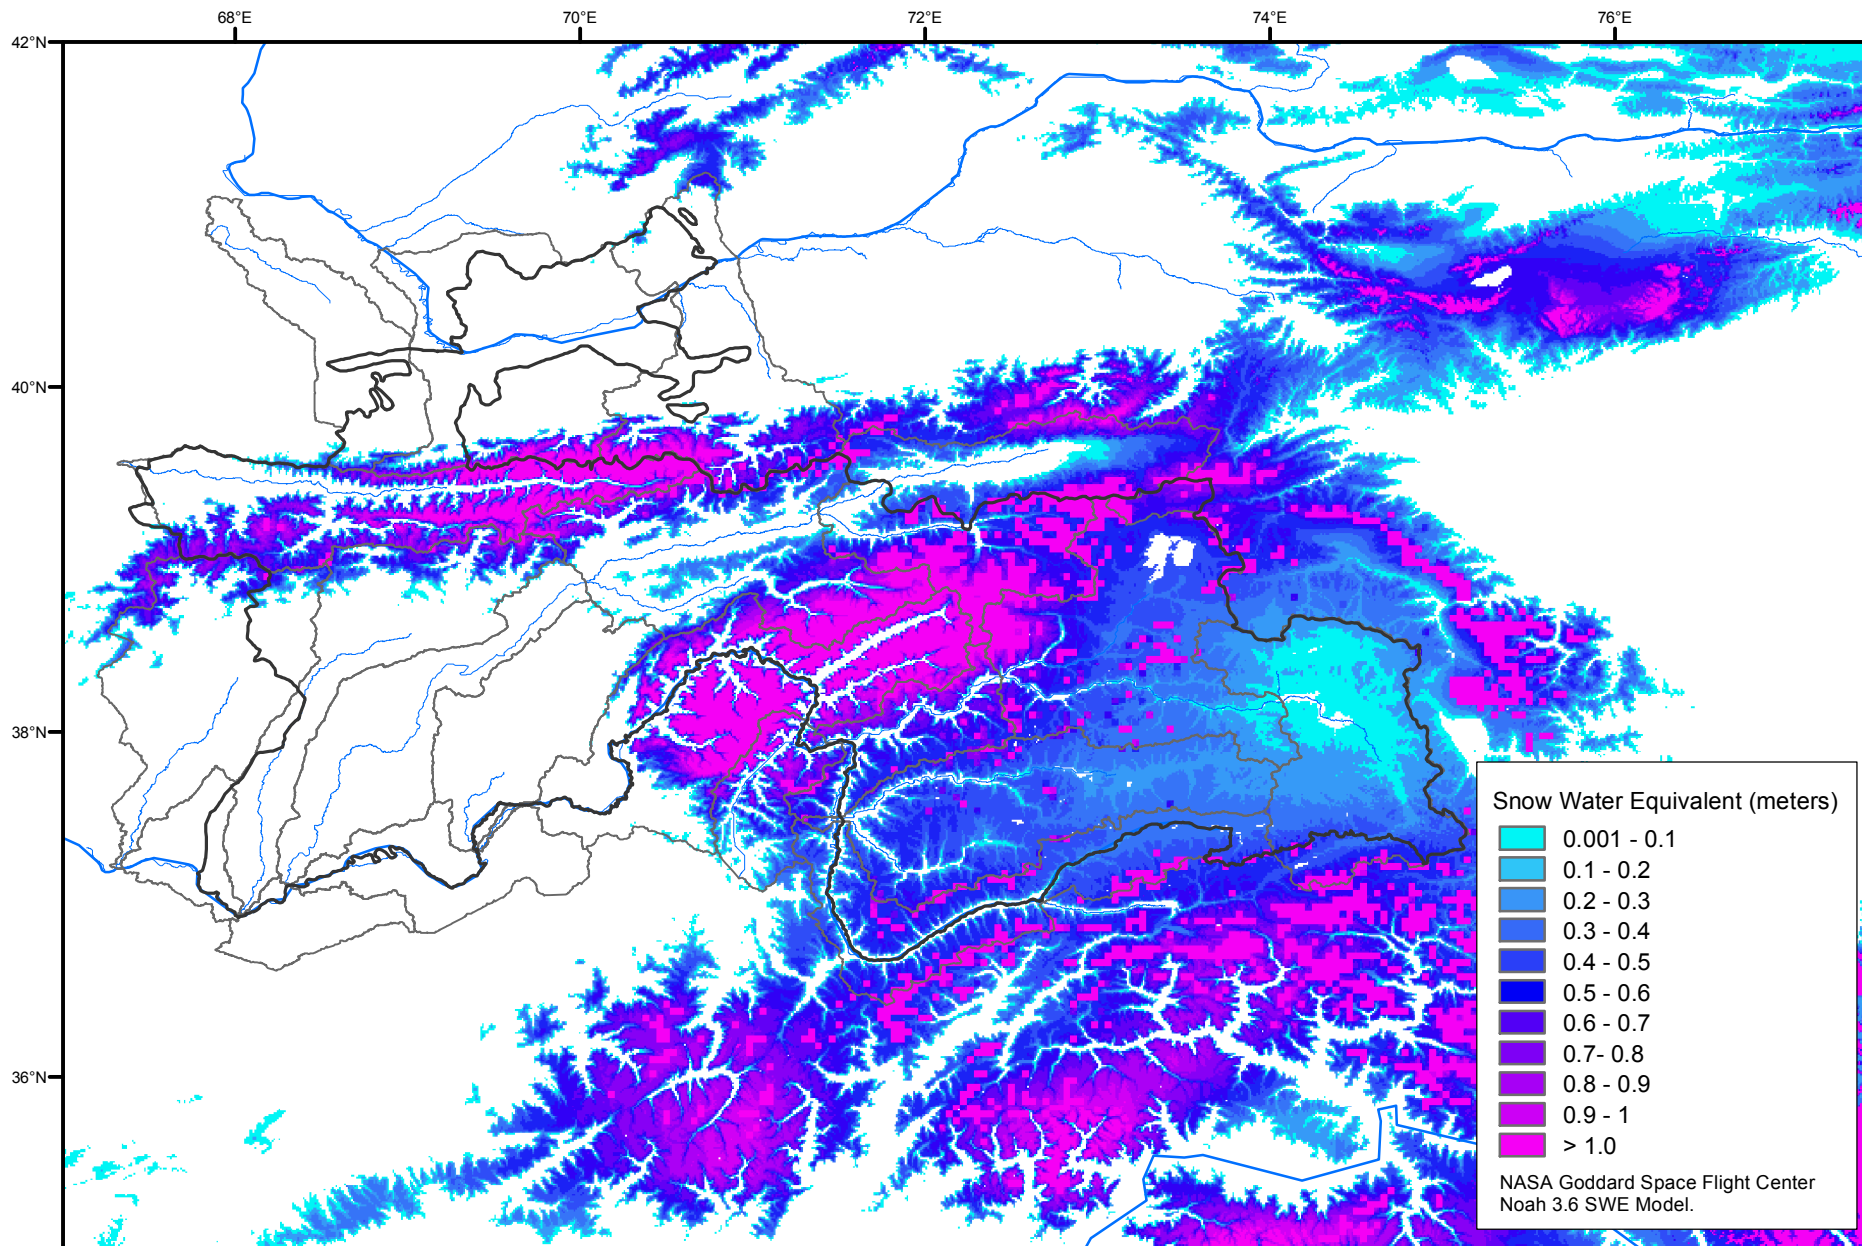 68°E 70°E 72°E 74°E 76°E
42°N
40°N
38°N
36°N
Snow Water Equivalent (meters)
0.001 - 0.1
0.1 - 0.2
0.2 - 0.3
0.3 - 0.4
0.4 - 0.5
0.5 - 0.6
0.6 - 0.7
0.7- 0.8
0.8 - 0.9
0.9 - 1
> 1.0
NASA Goddard Space Flight Center
Noah 3.6 SWE Model.